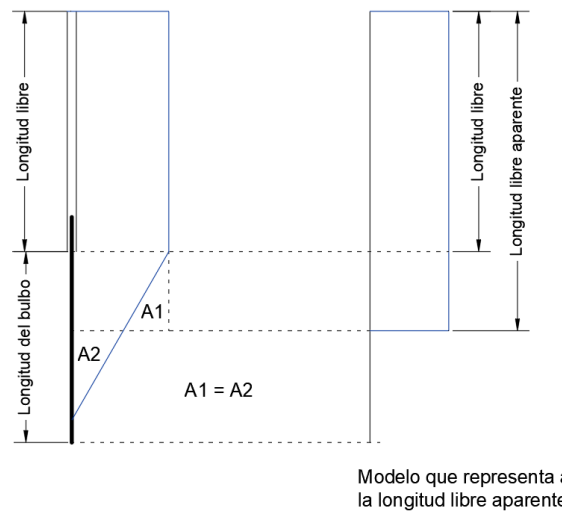 Longitud libre
Longitud libre
Longitud libre aparente
Longitud del bulbo
A1
A2
A1 = A2
Modelo que representa a
la longitud libre aparente